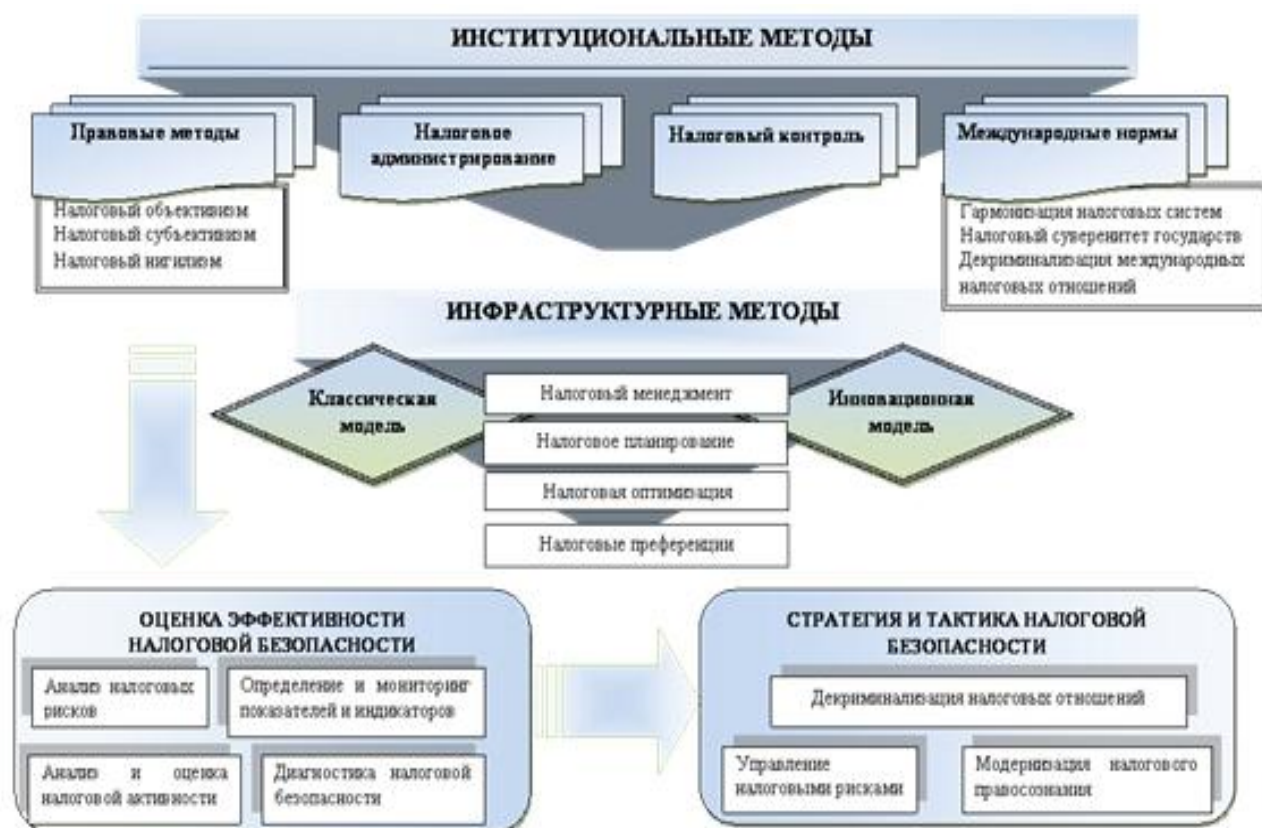 ИНСТИТУЦИОНАЛЬНЫЕ МЕТОДЫ
Правовые методы
Налоговое
администрирование
Налоговый контроль
Международные нормы
Налоговый объективизм
Налоговый субъективизм
Налоговый нигилизм
Гармонизация налоговых систем
Налоговый суверенитет государств
Декриминализация международных
налоговых отношений
ИНФРАСТРУКТУРНЫЕ МЕТОДЫ
Классическая
модель
Налоговый менеджмент
Налоговое планирование
Налоговая оптимизация
Налоговые преференции
Инновационная
модель
ОЦЕНКА ЭФФЕКТИВНОСТИ
НАЛОГОВОЙ БЕЗОПАСНОСТИ
Анализ налоговых
рисков
Определение и мониторинг
показателей и индикаторов
Анализ и оценка
налоговой активности
Диагностика налоговой
безопасности
СТРАТЕГИЯ И ТАКТИКА НАЛОГОВОЙ
БЕЗОПАСНОСТИ
Декриминализация налоговых отношений
Управление
налоговыми рисками
Модернизация налогового
правосознания